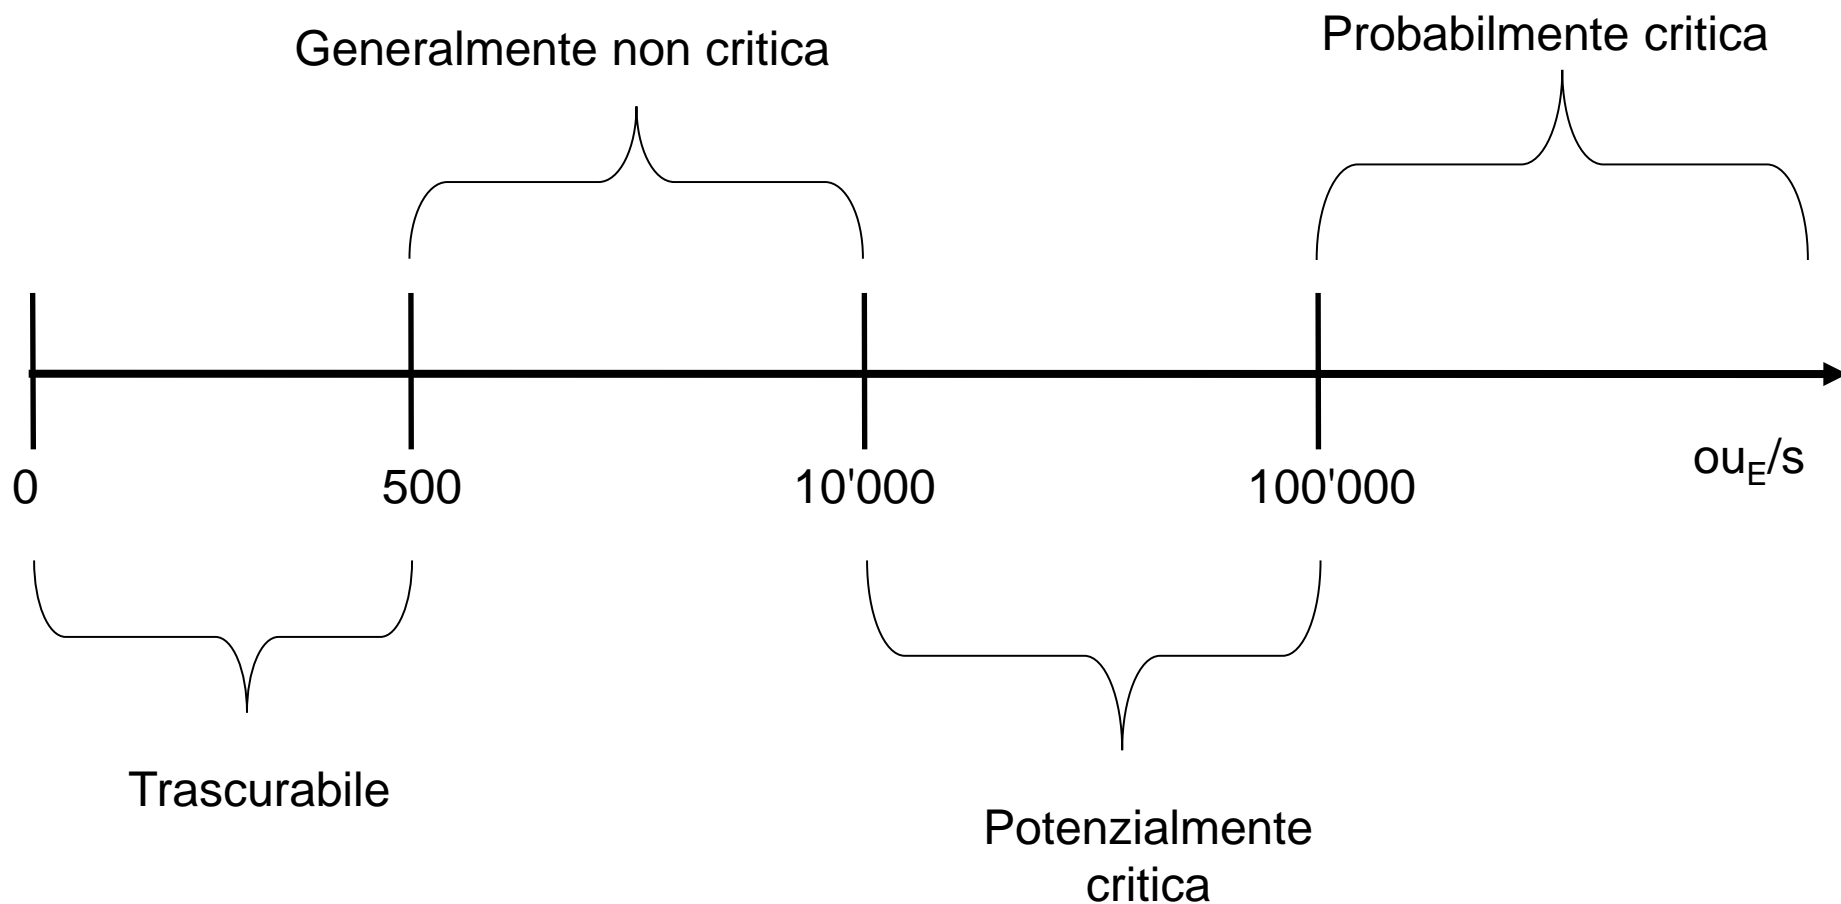 Generalmente non critica
Probabilmente critica
0
500
10'000
100'000
ou_E/s
Trascurabile
Potenzialmente
critica